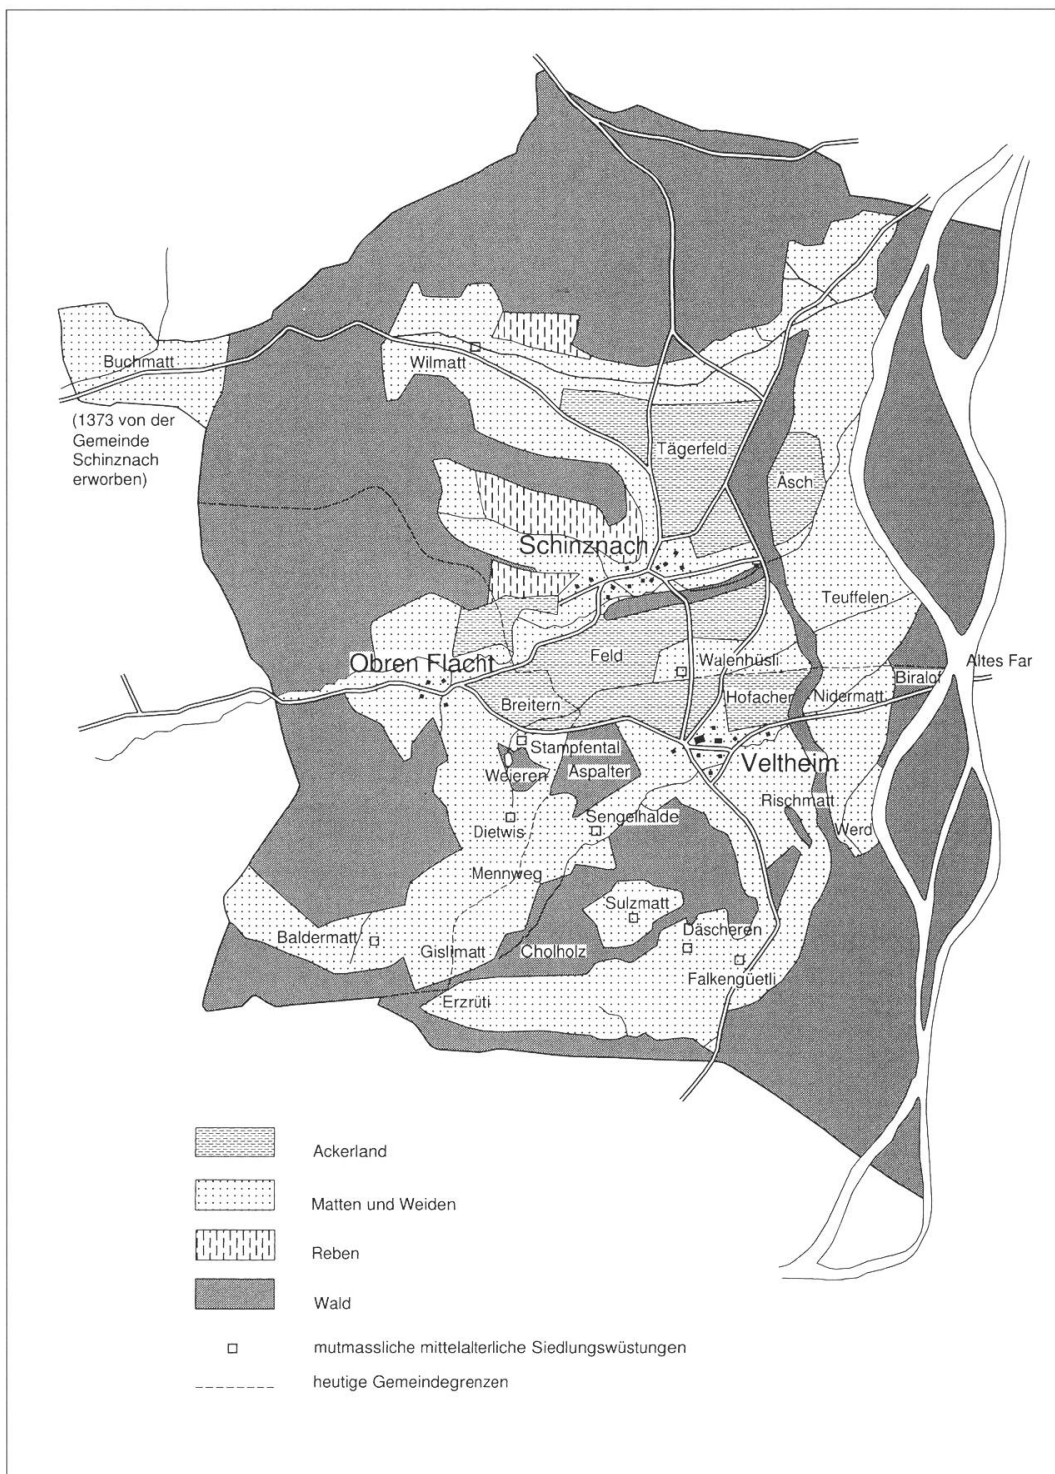 Buchmatt
Wilmatt
(1373 von der
Gemeinde
Schinznach
erworben)
Tägerfeld
Äsch
Schinznach
Teuffelen
Obren Flacht
Feld
Walenhüsli
Altes Far
Biralof
Breitern
Hofacher
Nidermatt
Stampfental
Weieren
Aspalter
Veltheim
Rischmatt
Dietwis
Sengelhalde
Werd
Mennweg
Sulzmatt
Baldermatt
Däscheren
Gislimatt
Cholholz
Falkengüetli
Erzrüti
Ackerland
Matten und Weiden
Reben
Wald
mutmassliche mittelalterliche Siedlungswüstungen
heutige Gemeindegrenzen